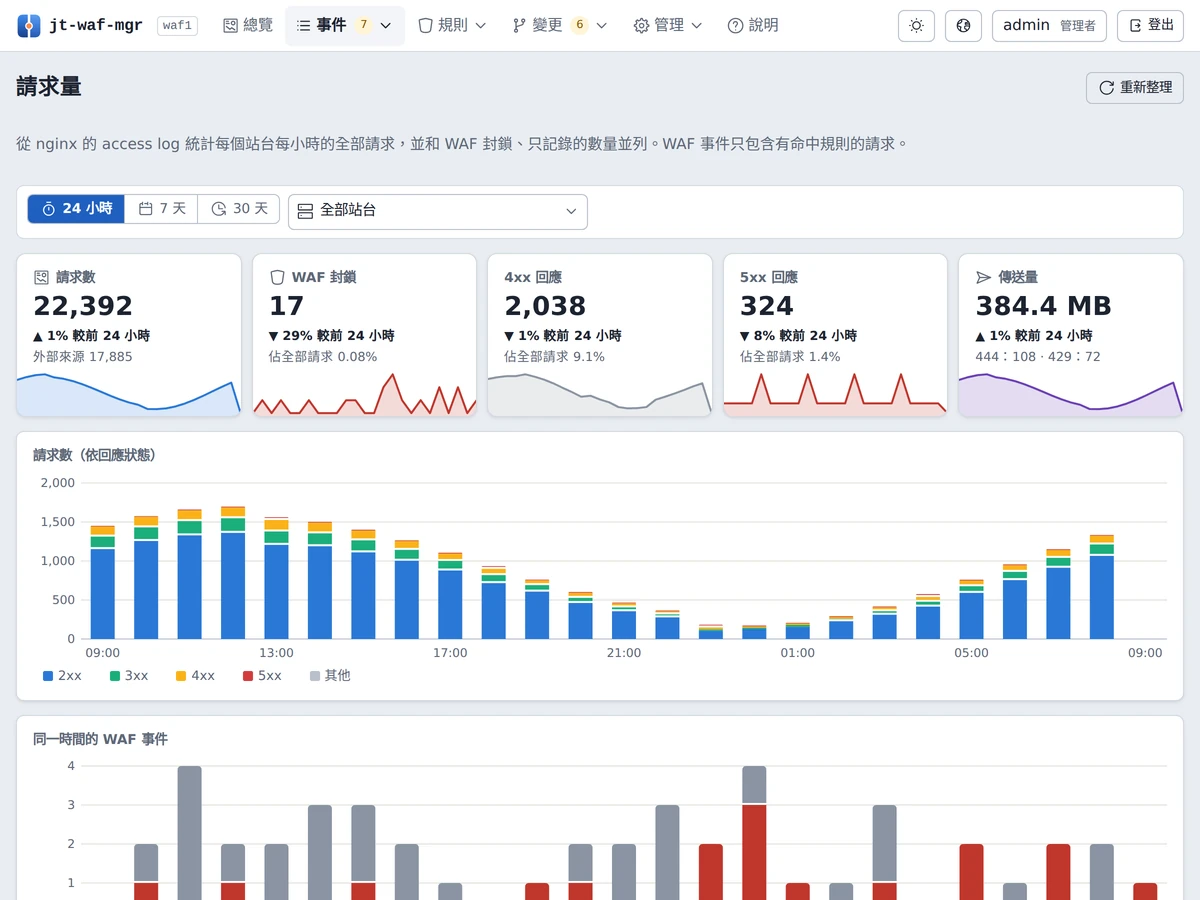 jt-waf-mgr waf1 總覽 事件 7 規則 變更 6 管理 說明 admin 管理者 登出
請求量
重新整理
從 nginx 的 access log 統計每個站台每小時的全部請求，並和 WAF 封鎖、只記錄的數量並列。WAF 事件只包含有命中規則的請求。
24 小時 7 天 30 天 全部站台
請求數
22,392
▲ 1% 較前 24 小時
外部來源 17,885
WAF 封鎖
17
▼ 29% 較前 24 小時
佔全部請求 0.08%
4xx 回應
2,038
▼ 1% 較前 24 小時
佔全部請求 9.1%
5xx 回應
324
▼ 8% 較前 24 小時
佔全部請求 1.4%
傳送量
384.4 MB
▲ 1% 較前 24 小時
444：108 · 429：72
請求數（依回應狀態）
2,000
1,500
1,000
500
0
09:00 13:00 17:00 21:00 01:00 05:00 09:00
2xx 3xx 4xx 5xx 其他
同一時間的 WAF 事件
4
3
2
1